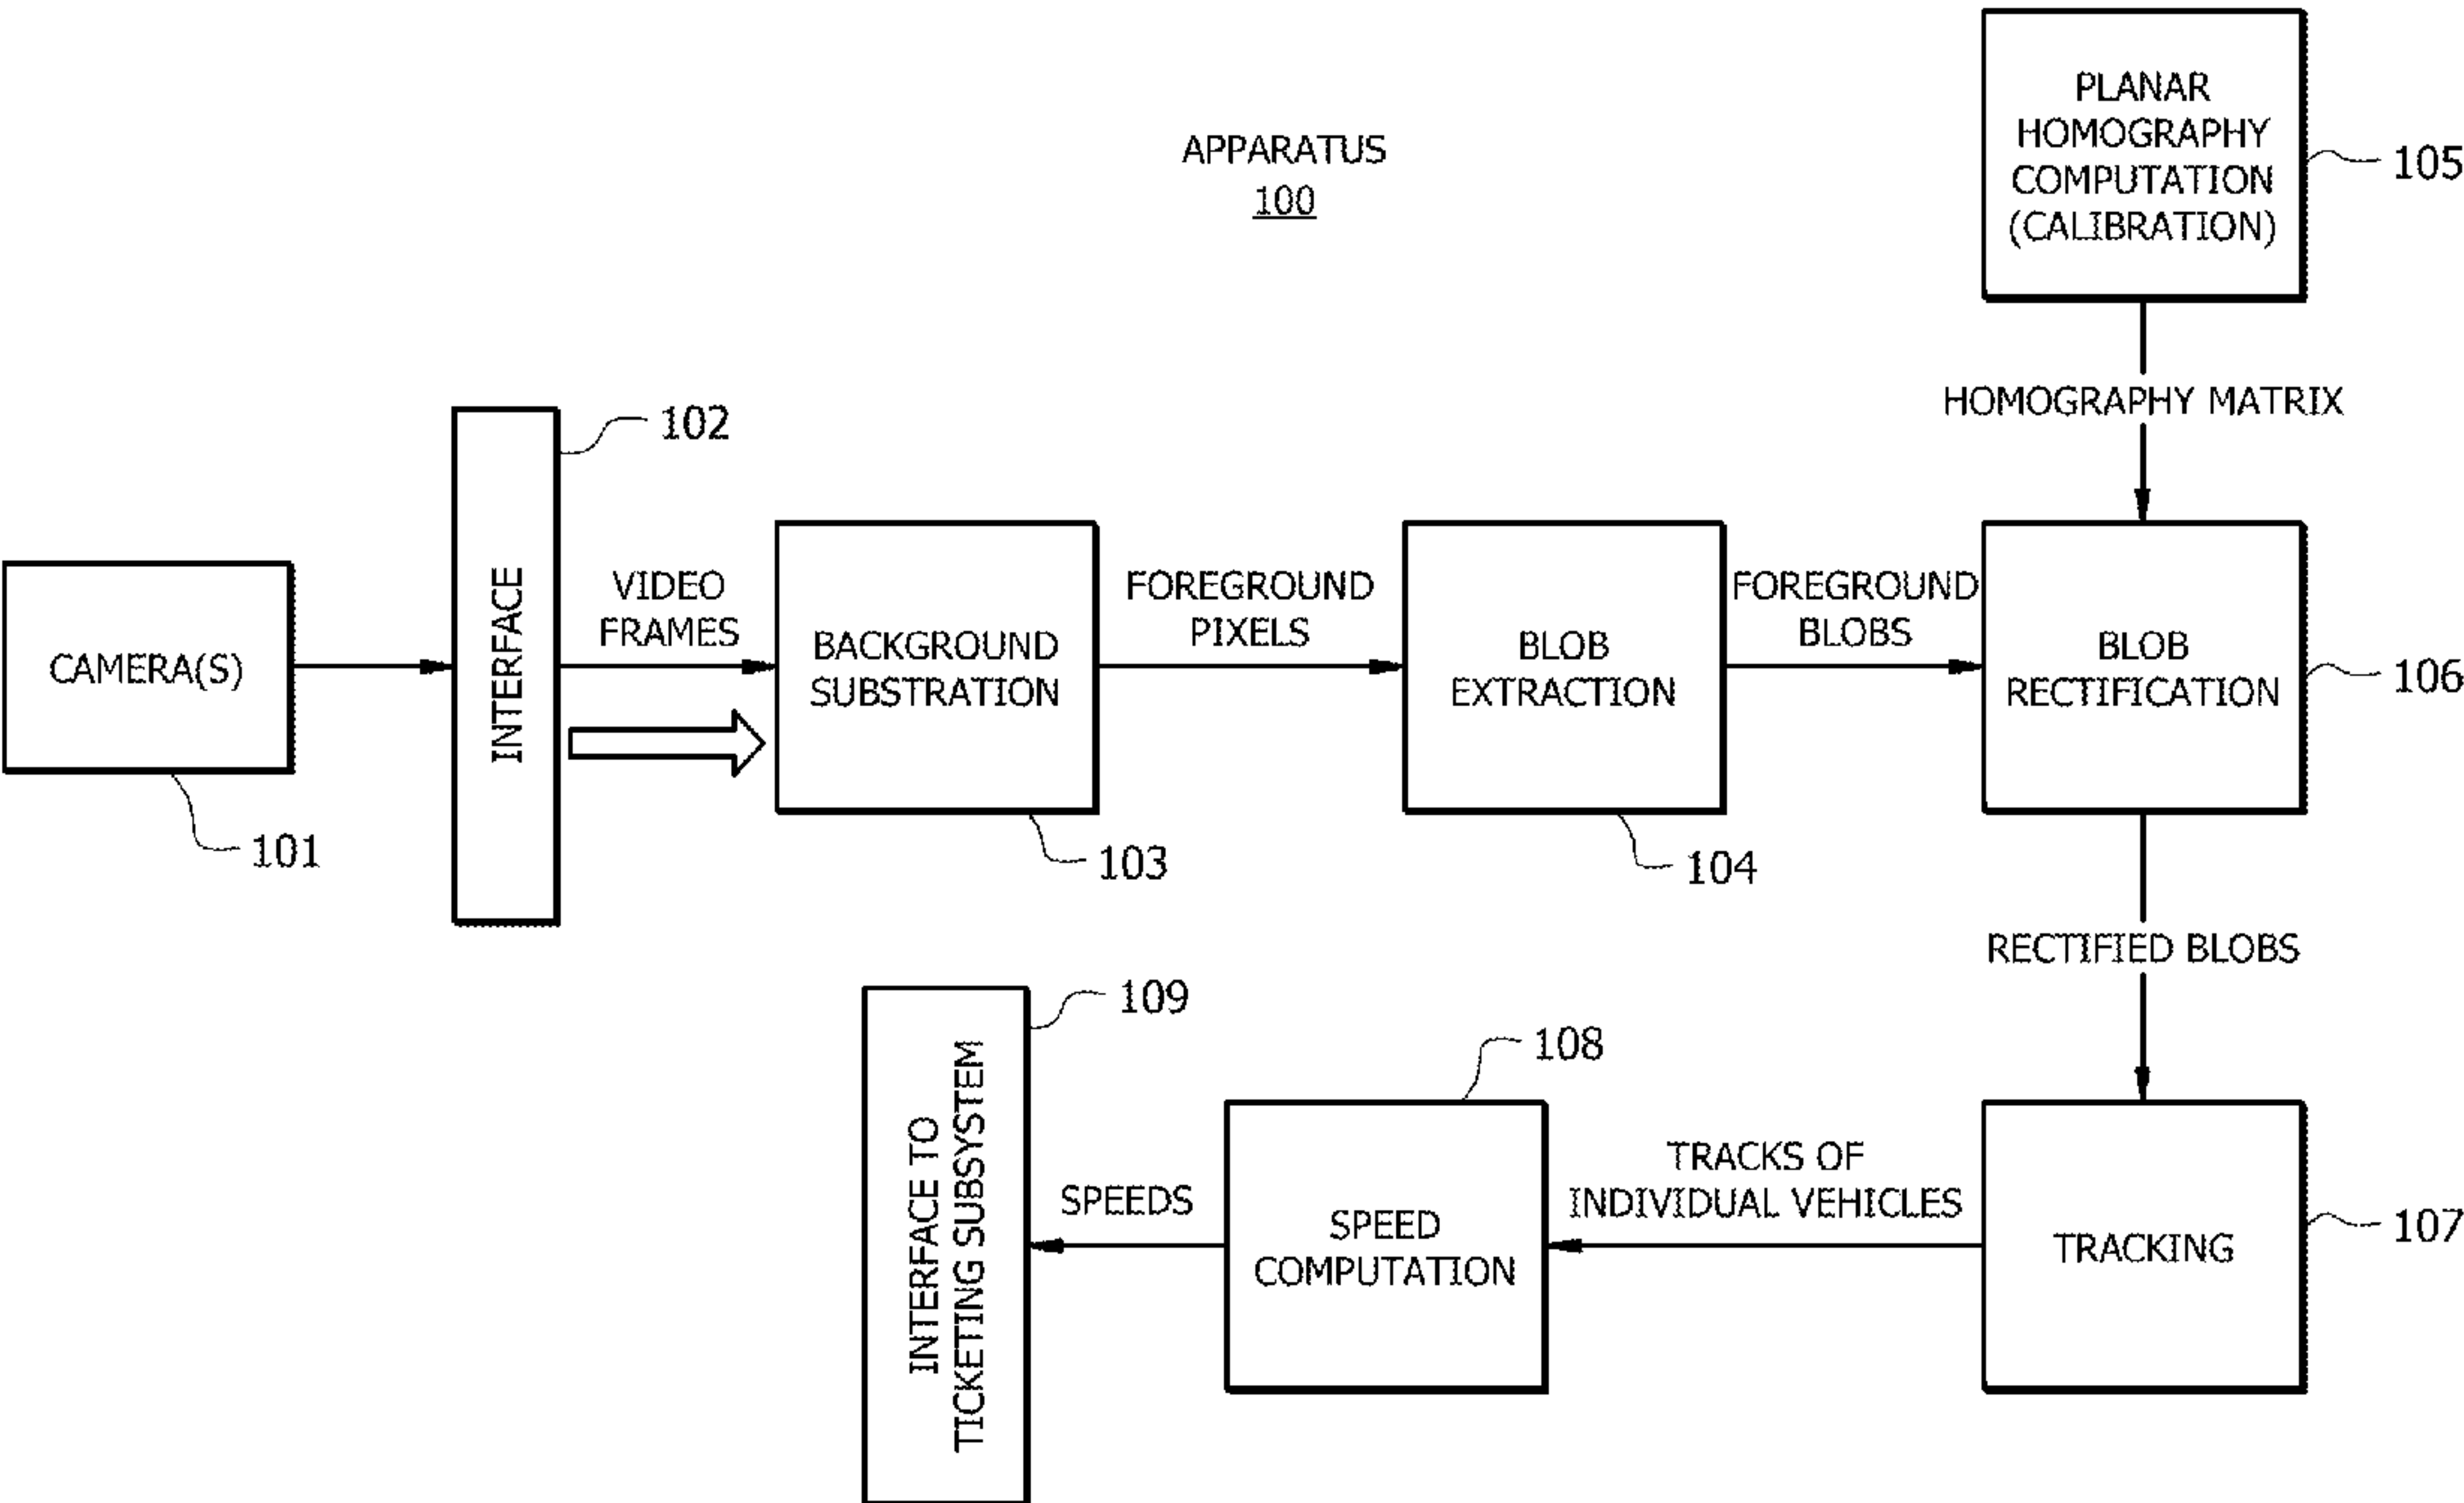 APPARATUS
100
PLANAR
HOMOGRAPHY
COMPUTATION
(CALIBRATION)
105
HOMOGRAPHY MATRIX
102
CAMERA(S)
101
INTERFACE
VIDEO
FRAMES
BACKGROUND
SUBSTRATION
103
FOREGROUND
PIXELS
BLOB
EXTRACTION
104
FOREGROUND
BLOBS
BLOB
RECTIFICATION
106
RECTIFIED BLOBS
TRACKING
107
TRACKS OF
INDIVIDUAL VEHICLES
SPEED
COMPUTATION
108
SPEEDS
INTERFACE TO
TICKETING SUBSYSTEM
109